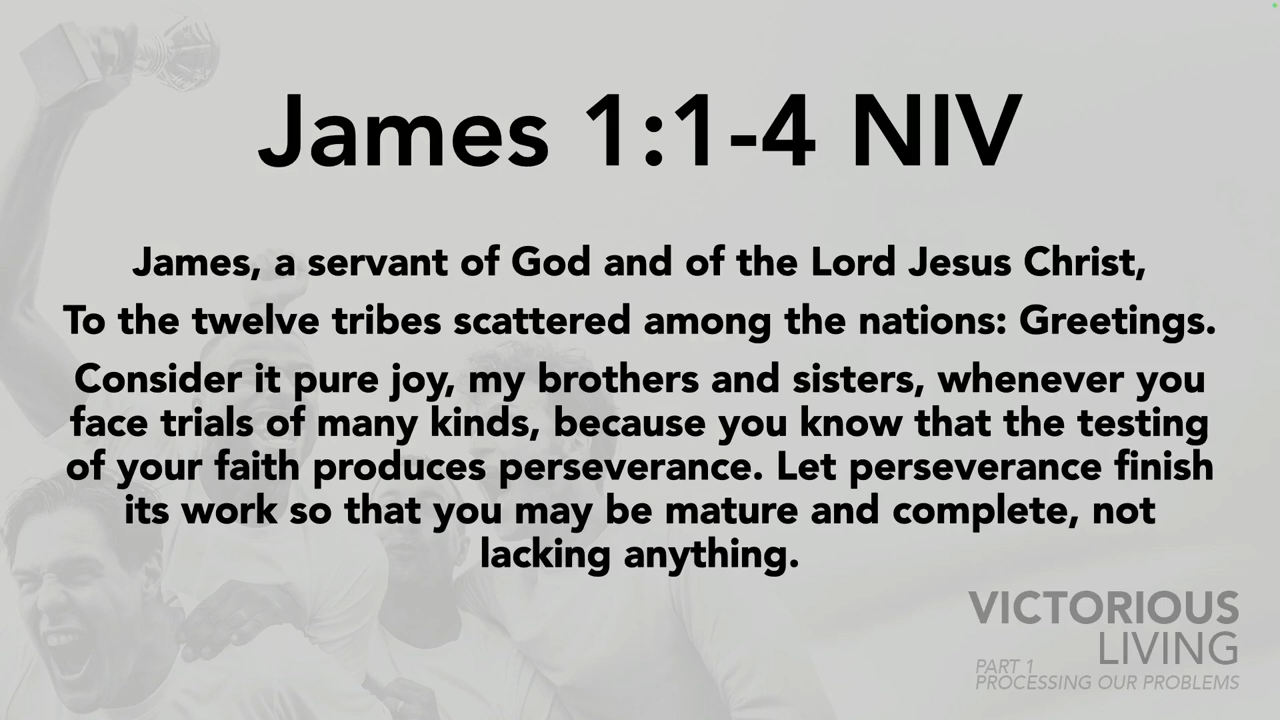 James 1:1-4 NIV
James, a servant of God and of the Lord Jesus Christ,
To the twelve tribes scattered among the nations: Greetings.
Consider it pure joy, my brothers and sisters, whenever you
face trials of many kinds, because you know that the testing
of your faith produces perseverance. Let perseverance finish
its work so that you may be mature and complete, not
lacking anything.
VICTORIOUS
LIVING
PART 1
PROCESSING OUR PROBLEMS